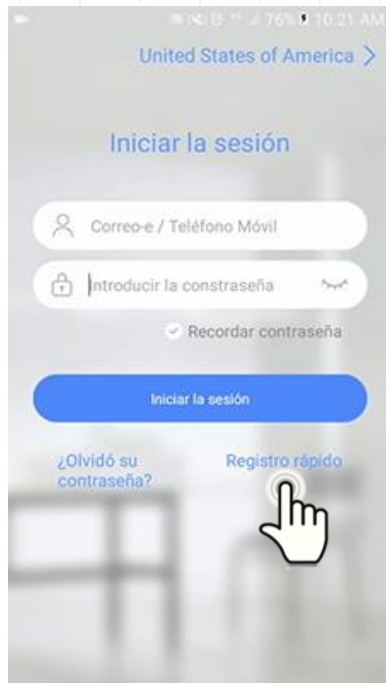 76% 10:21 AM
United States of America >
Iniciar la sesión
Correo-e / Teléfono Móvil
Introducir la constraseña
Recordar contraseña
Iniciar la sesión
¿Olvidó su
contraseña?
Registro rápido